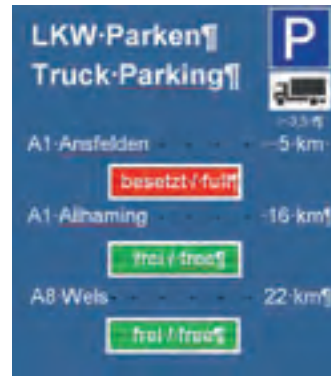 LKW·Parken¶ P
Truck·Parking¶
A1·Ansfelden 5·km
besetzt·/·full¶
A1·Allhaming 16·km¶
frei·/·free¶
A8·Wels 22·km¶
frei·/·free¶